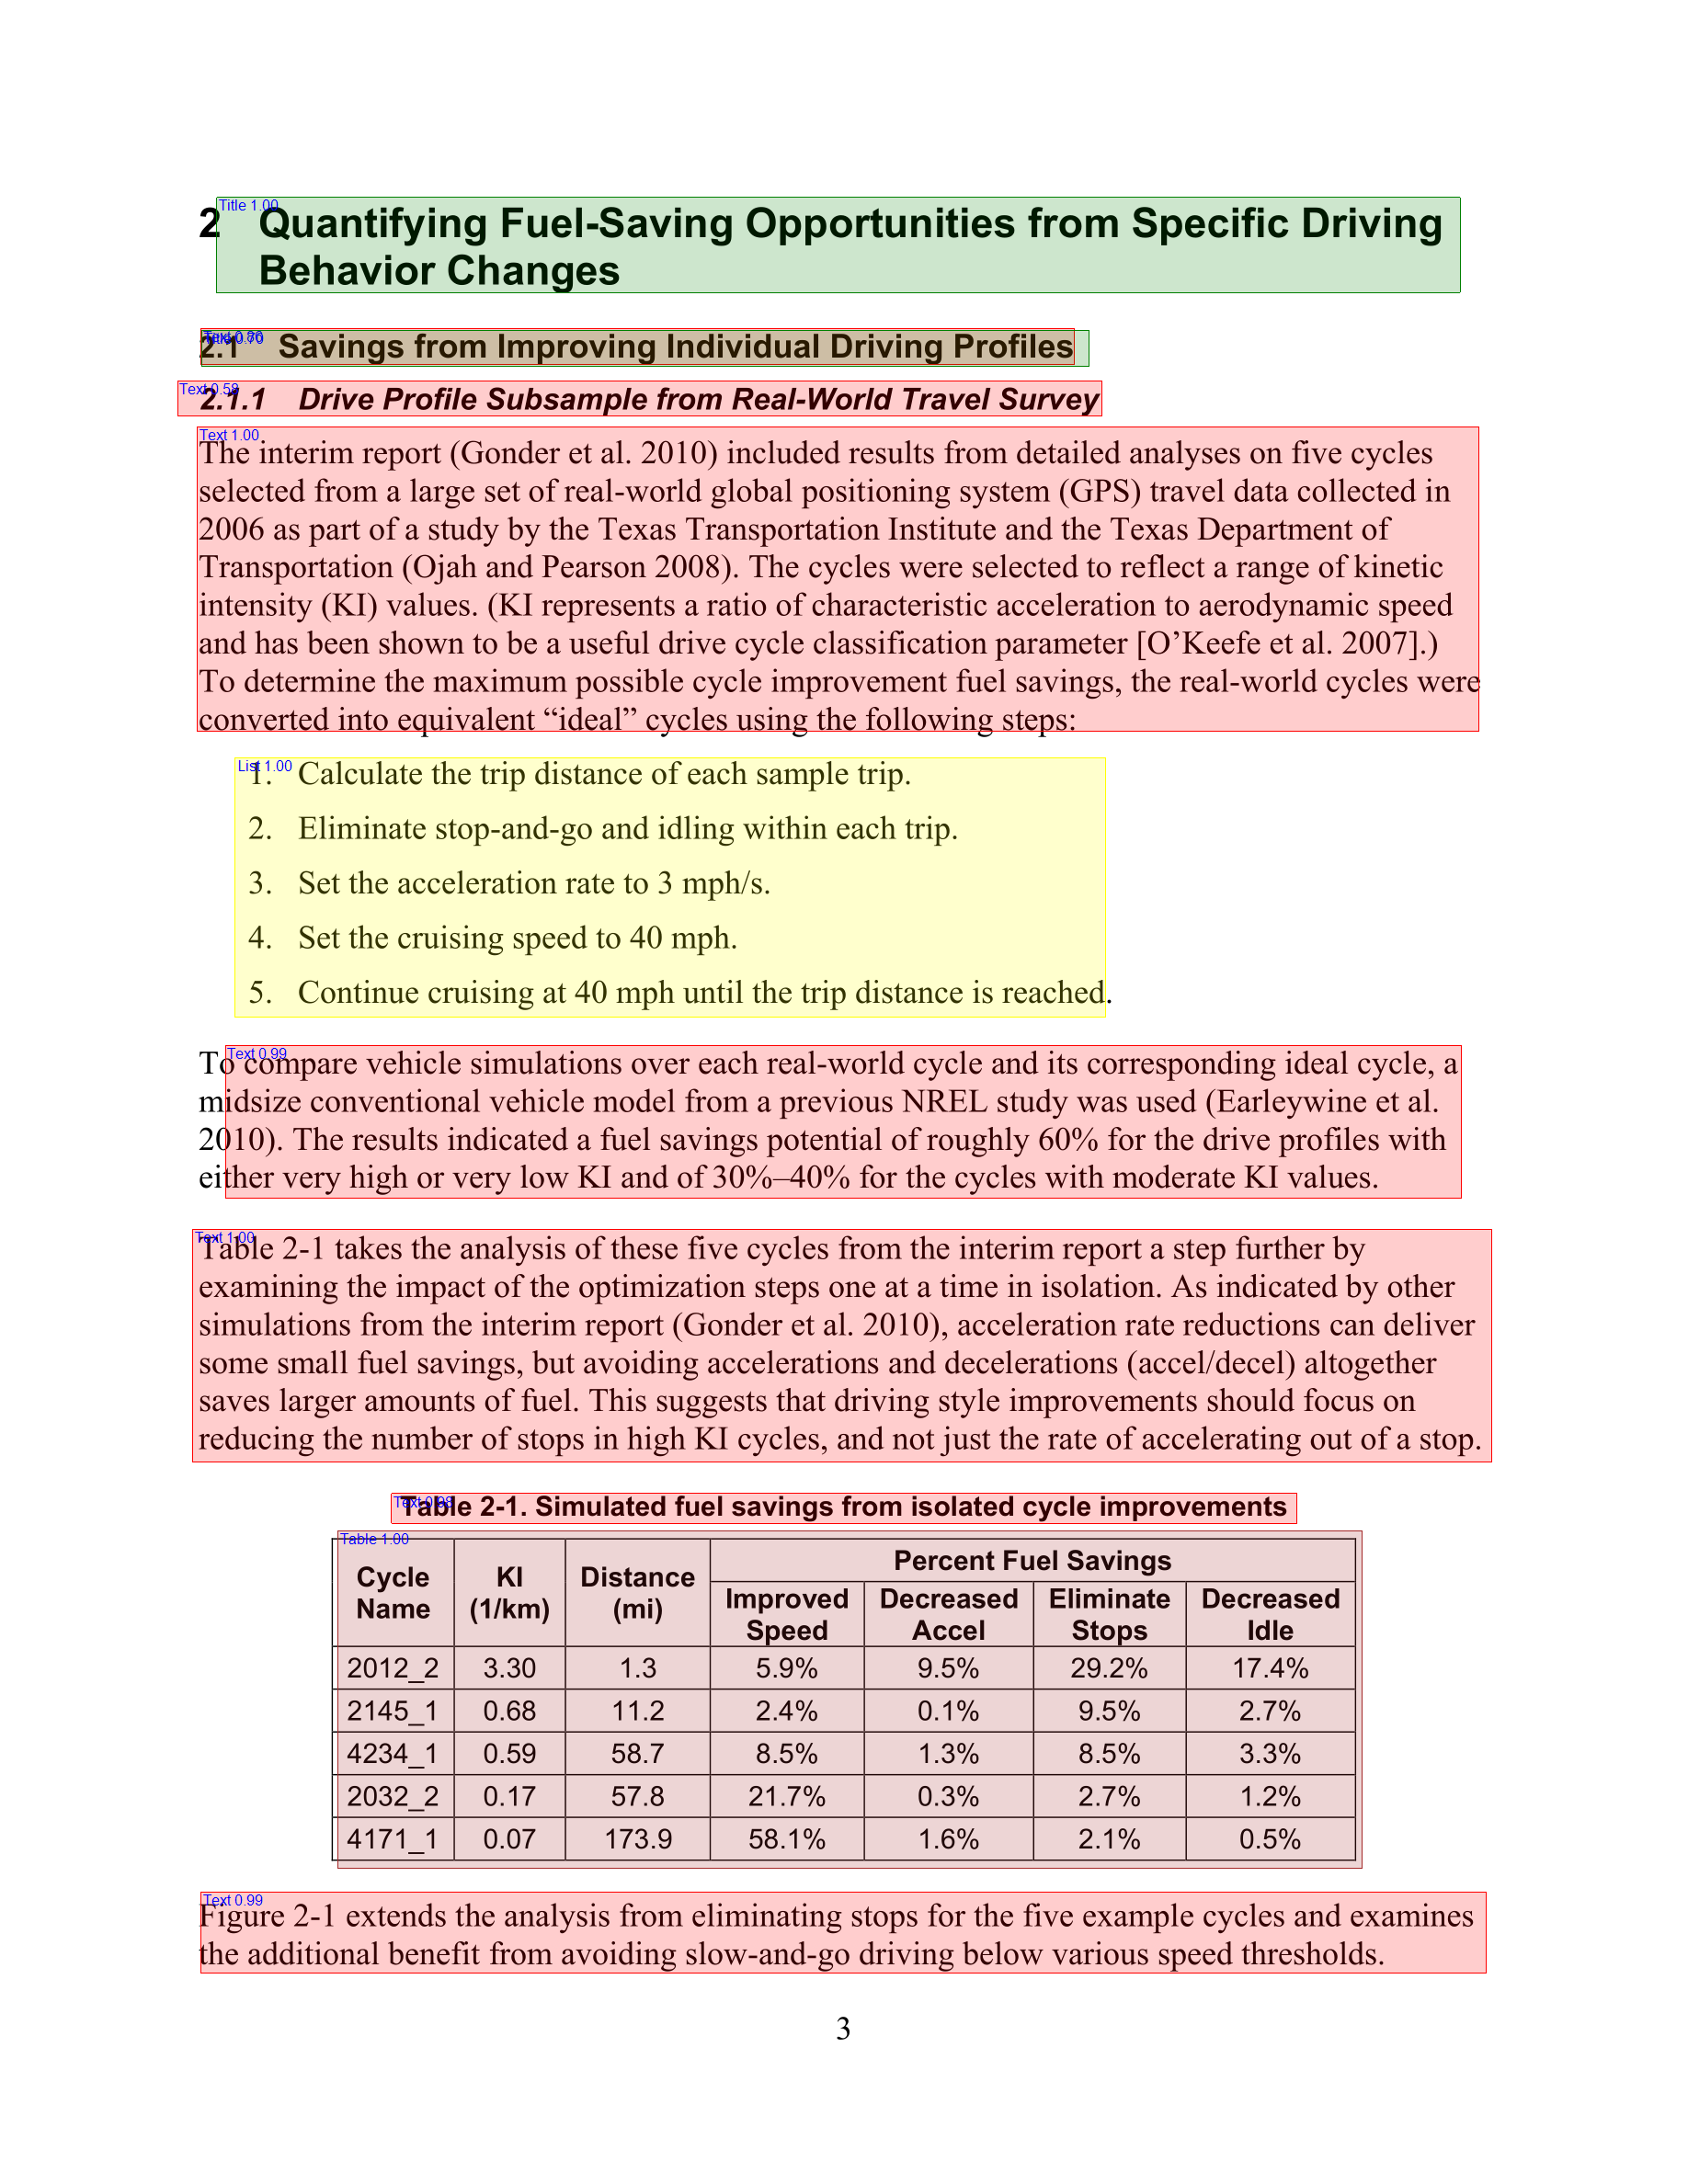 Title 1.00
2 Quantifying Fuel-Saving Opportunities from Specific Driving
Behavior Changes
2.1 Savings from Improving Individual Driving Profiles
Text 0.58
2.1.1 Drive Profile Subsample from Real-World Travel Survey
Text 1.00
The interim report (Gonder et al. 2010) included results from detailed analyses on five cycles
selected from a large set of real-world global positioning system (GPS) travel data collected in
2006 as part of a study by the Texas Transportation Institute and the Texas Department of
Transportation (Ojah and Pearson 2008). The cycles were selected to reflect a range of kinetic
intensity (KI) values. (KI represents a ratio of characteristic acceleration to aerodynamic speed
and has been shown to be a useful drive cycle classification parameter [O’Keefe et al. 2007].)
To determine the maximum possible cycle improvement fuel savings, the real-world cycles were
converted into equivalent “ideal” cycles using the following steps:
List 1.00
1. Calculate the trip distance of each sample trip.
2. Eliminate stop-and-go and idling within each trip.
3. Set the acceleration rate to 3 mph/s.
4. Set the cruising speed to 40 mph.
5. Continue cruising at 40 mph until the trip distance is reached.
Text 0.99
To compare vehicle simulations over each real-world cycle and its corresponding ideal cycle, a
midsize conventional vehicle model from a previous NREL study was used (Earleywine et al.
2010). The results indicated a fuel savings potential of roughly 60% for the drive profiles with
either very high or very low KI and of 30%–40% for the cycles with moderate KI values.
Text 1.00
Table 2-1 takes the analysis of these five cycles from the interim report a step further by
examining the impact of the optimization steps one at a time in isolation. As indicated by other
simulations from the interim report (Gonder et al. 2010), acceleration rate reductions can deliver
some small fuel savings, but avoiding accelerations and decelerations (accel/decel) altogether
saves larger amounts of fuel. This suggests that driving style improvements should focus on
reducing the number of stops in high KI cycles, and not just the rate of accelerating out of a stop.
Text 0.98
Table 2-1. Simulated fuel savings from isolated cycle improvements
Table 1.00
Cycle Name KI (1/km) Distance (mi) Percent Fuel Savings
Improved Speed Decreased Accel Eliminate Stops Decreased Idle
2012_2 3.30 1.3 5.9% 9.5% 29.2% 17.4%
2145_1 0.68 11.2 2.4% 0.1% 9.5% 2.7%
4234_1 0.59 58.7 8.5% 1.3% 8.5% 3.3%
2032_2 0.17 57.8 21.7% 0.3% 2.7% 1.2%
4171_1 0.07 173.9 58.1% 1.6% 2.1% 0.5%
Text 0.99
Figure 2-1 extends the analysis from eliminating stops for the five example cycles and examines
the additional benefit from avoiding slow-and-go driving below various speed thresholds.
3